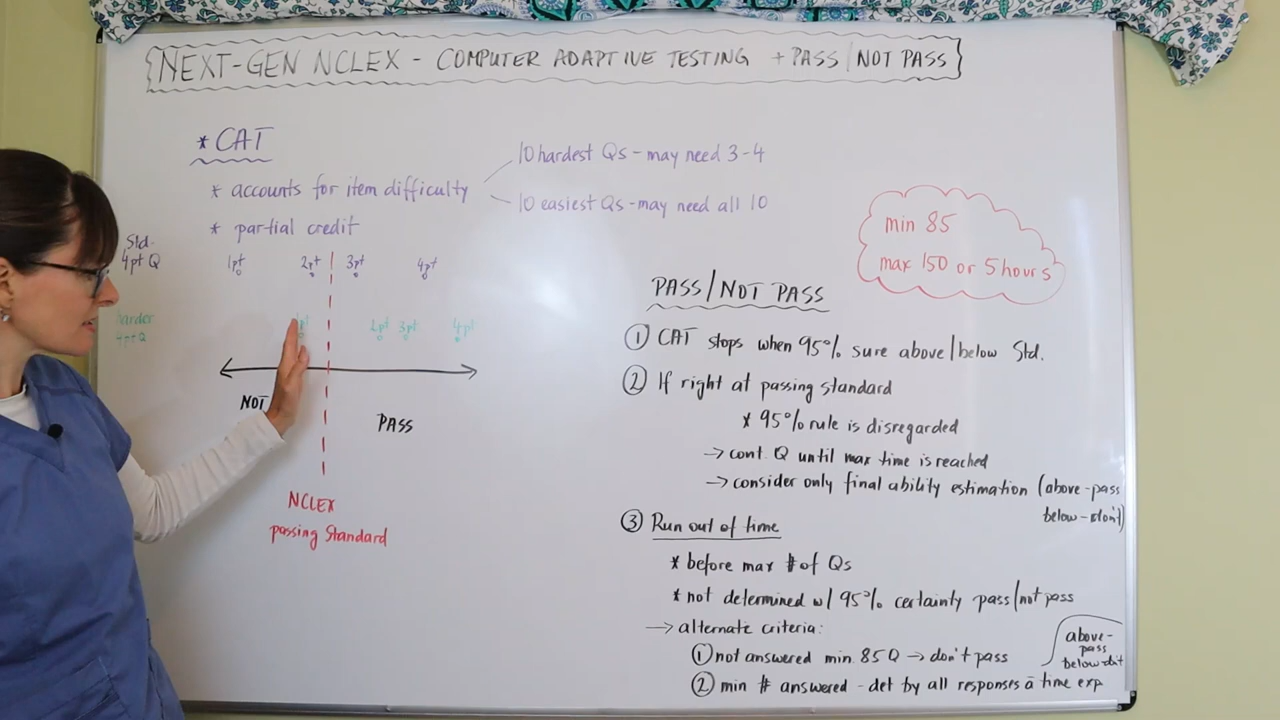 NEXT-GEN NCLEX - COMPUTER ADAPTIVE TESTING + PASS/NOT PASS
* CAT
* accounts for item difficulty
10 hardest Qs - may need 3-4
10 easiest Qs - may need all 10
* partial credit
Std.
4pt Q
1pt 2pt 3pt 4pt
harder
4pt Q
2pt 3pt 4pt
NOT
PASS
NCLEX
passing Standard
min 85
max 150 or 5 hours
PASS/NOT PASS
① CAT stops when 95% sure above/below Std.
② If right at passing standard
* 95% rule is disregarded
→ cont. Q until max time is reached
→ consider only final ability estimation (above-pass
below-don't)
③ Run out of time
* before max # of Qs
* not determined w/ 95% certainty pass/not pass
→ alternate criteria:
① not answered min 85 Q → don't pass
② min # answered - det by all responses a time exp
above-
pass
below-dn't